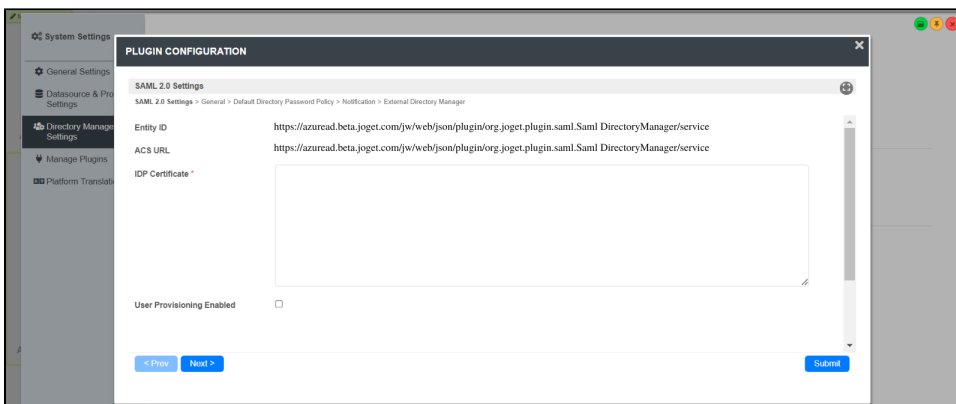 System Settings
General Settings
Datasource & Pro
Settings
Directory Manage
Settings
Manage Plugins
Platform Translati
PLUGIN CONFIGURATION
SAML 2.0 Settings
SAML 2.0 Settings > General > Default Directory Password Policy > Notification > External Directory Manager
Entity ID
https://azuread.beta.joget.com/jw/web/json/plugin/org.joget.plugin.saml.Saml DirectoryManager/service
ACS URL
https://azuread.beta.joget.com/jw/web/json/plugin/org.joget.plugin.saml.Saml DirectoryManager/service
IDP Certificate *
User Provisioning Enabled
< Prev
Next >
Submit